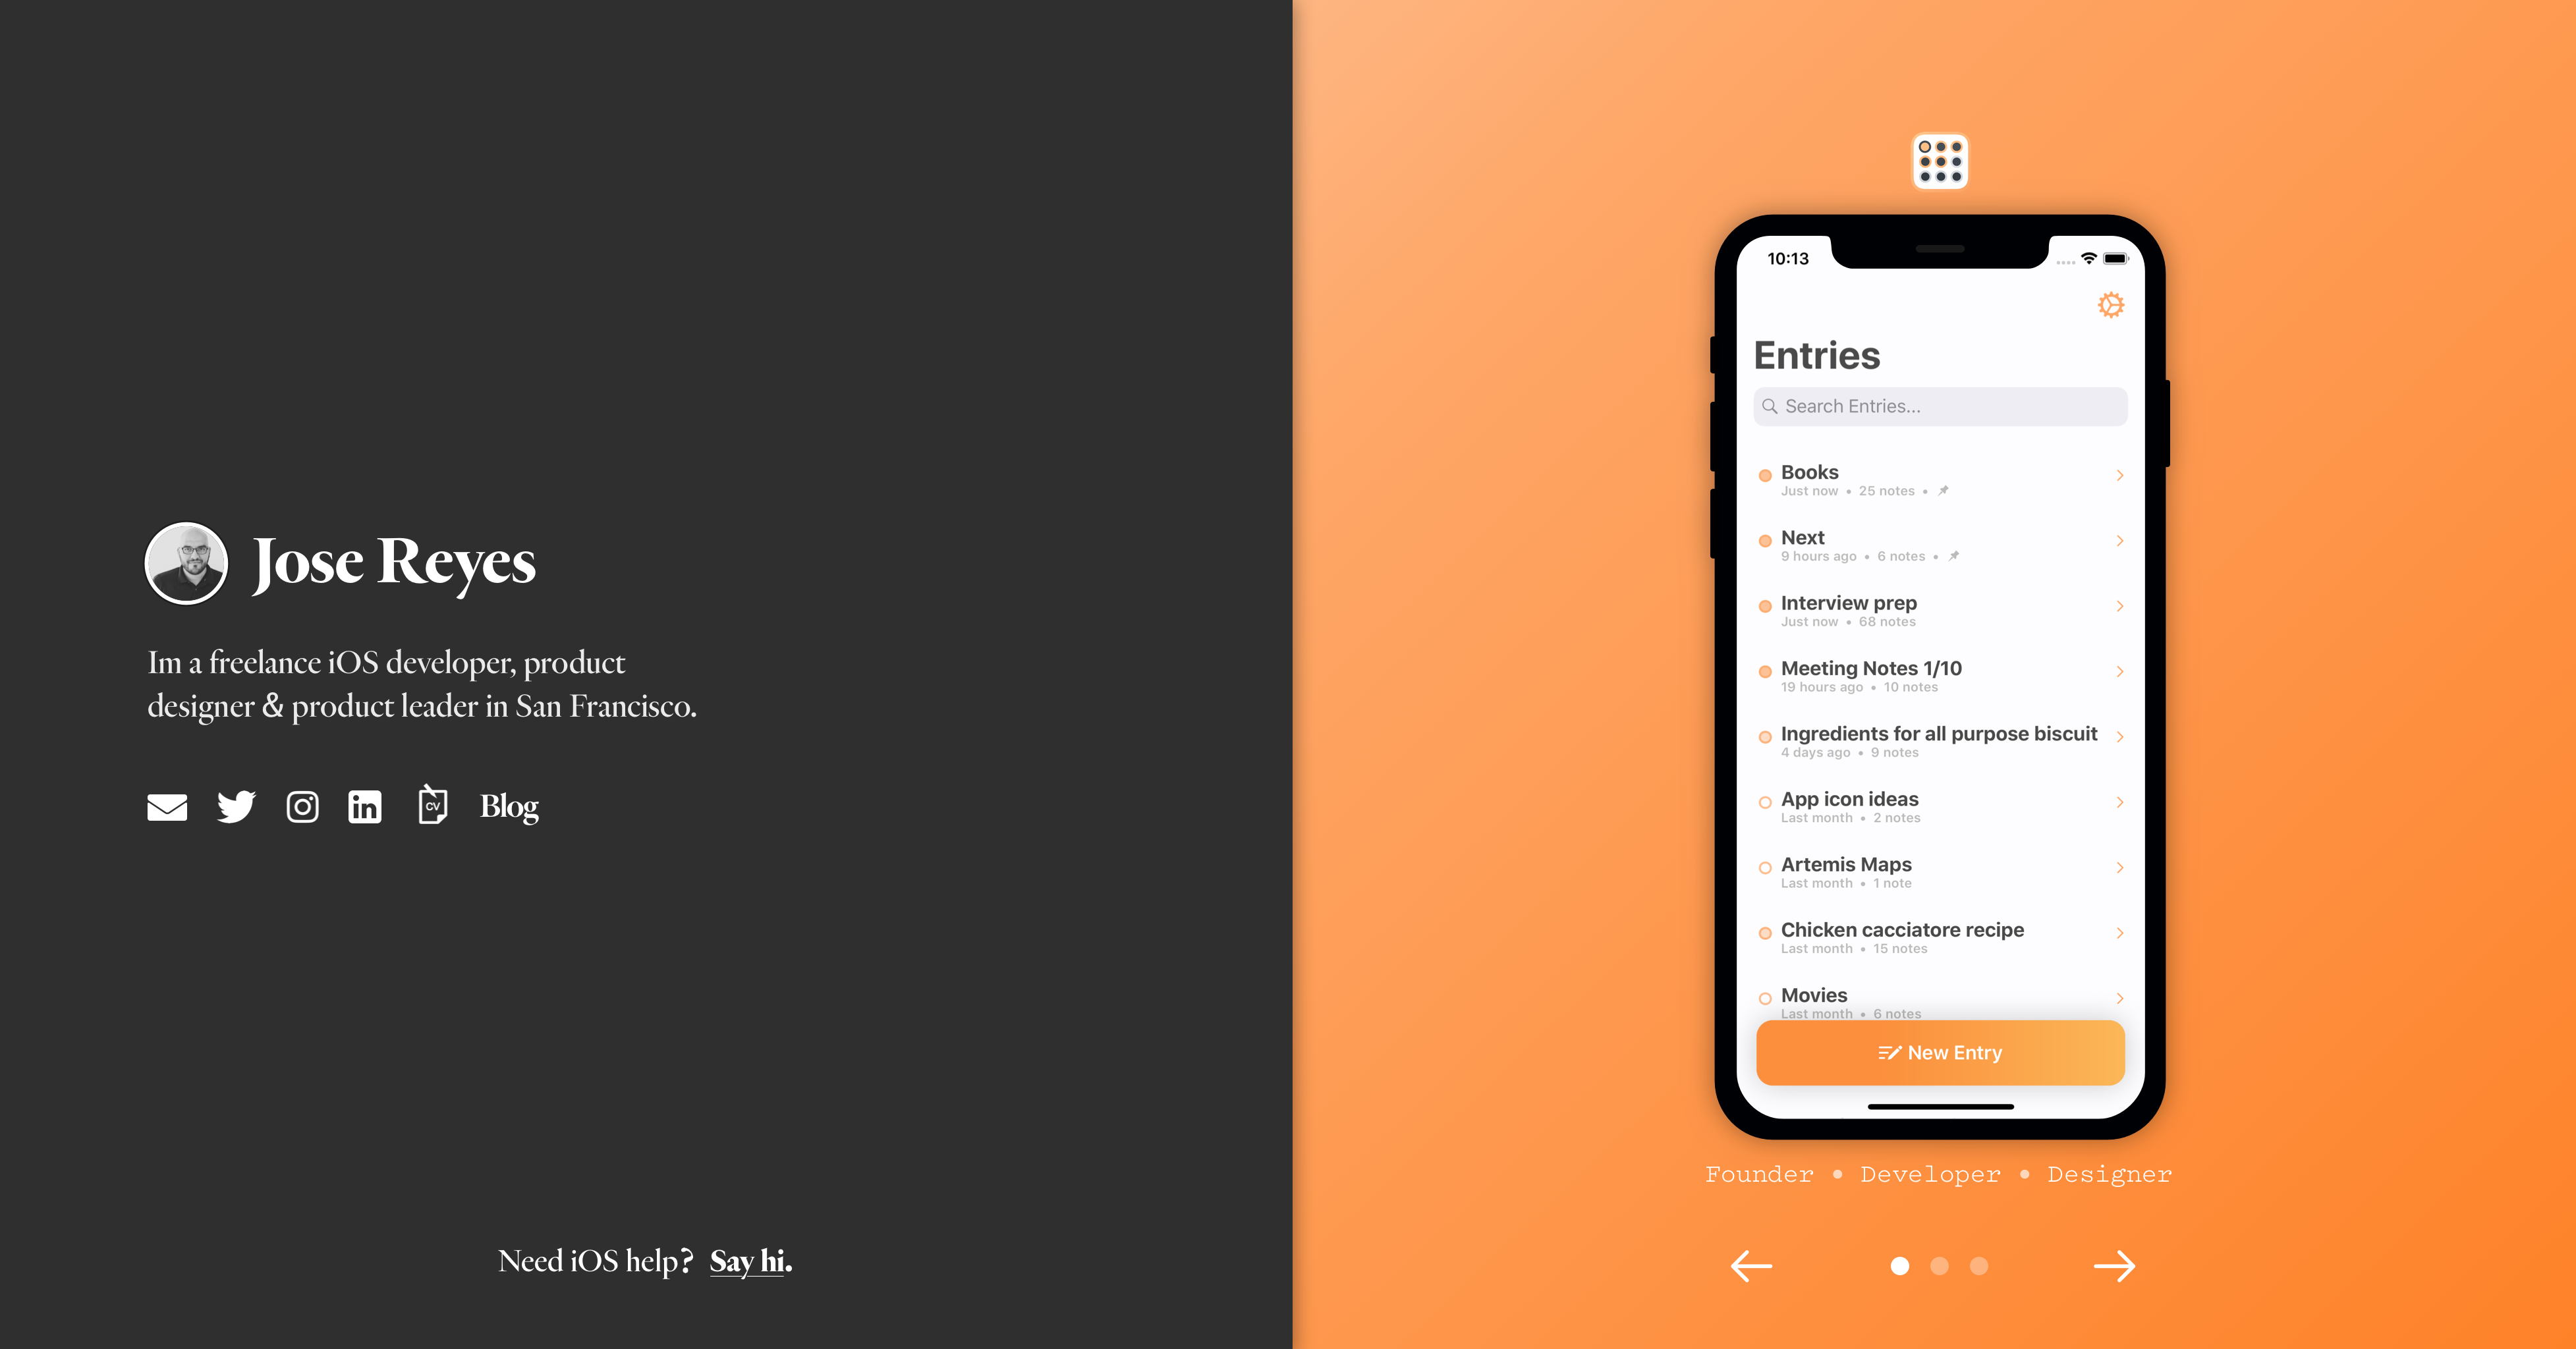 Jose Reyes
Im a freelance iOS developer, product
designer & product leader in San Francisco.
CV
Blog
Need iOS help? Say hi.
10:13
Entries
Search Entries...
Books
Just now • 25 notes •
Next
9 hours ago • 6 notes •
Interview prep
Just now • 68 notes
Meeting Notes 1/10
19 hours ago • 10 notes
Ingredients for all purpose biscuit
4 days ago • 9 notes
App icon ideas
Last month • 2 notes
Artemis Maps
Last month • 1 note
Chicken cacciatore recipe
Last month • 15 notes
Movies
Last month • 6 notes
New Entry
Founder • Developer • Designer